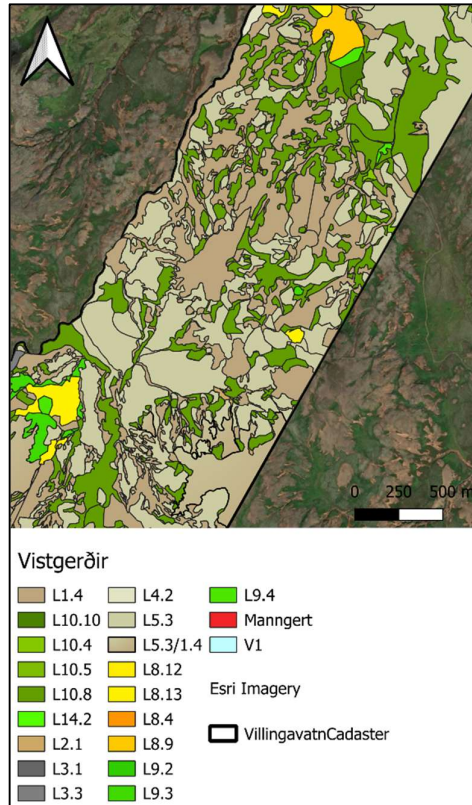 0 250 500 m
Vistgerðir
L1.4 L4.2 L9.4
L10.10 L5.3 Manngert
L10.4 L5.3/1.4 V1
L10.5 L8.12
L10.8 L8.13 Esri Imagery
L14.2 L8.4
L2.1 L8.9 VillingavatnCadaster
L3.1 L9.2
L3.3 L9.3